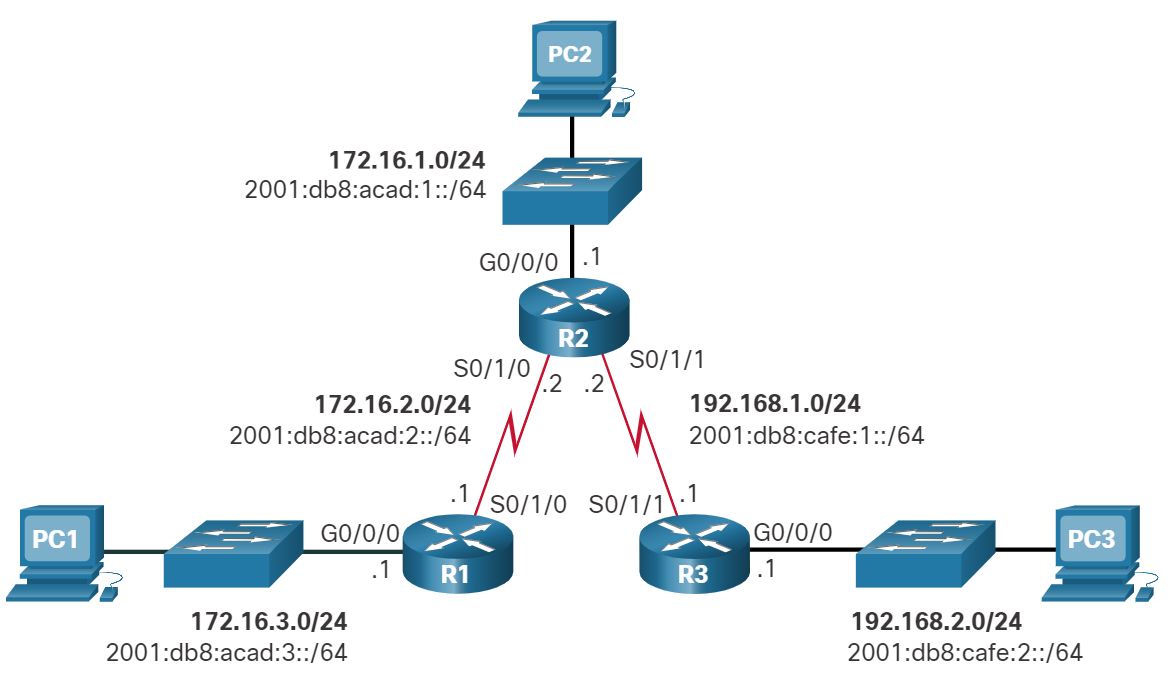 PC2
172.16.1.0/24
2001:db8:acad:1::/64
G0/0/0
.1
R2
S0/1/0
.2
.2
S0/1/1
172.16.2.0/24
2001:db8:acad:2::/64
192.168.1.0/24
2001:db8:cafe:1::/64
.1
S0/1/0
S0/1/1
.1
PC1
G0/0/0
.1
R1
R3
G0/0/0
.1
PC3
172.16.3.0/24
2001:db8:acad:3::/64
192.168.2.0/24
2001:db8:cafe:2::/64